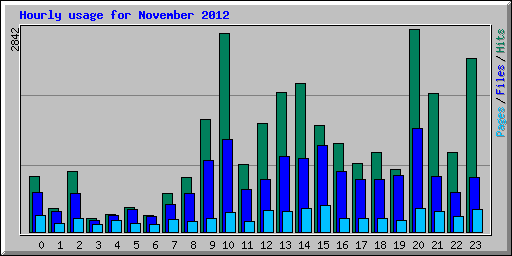 Hourly usage for November 2012
2842
Pages / Files / Hits
0 1 2 3 4 5 6 7 8 9 10 11 12 13 14 15 16 17 18 19 20 21 22 23